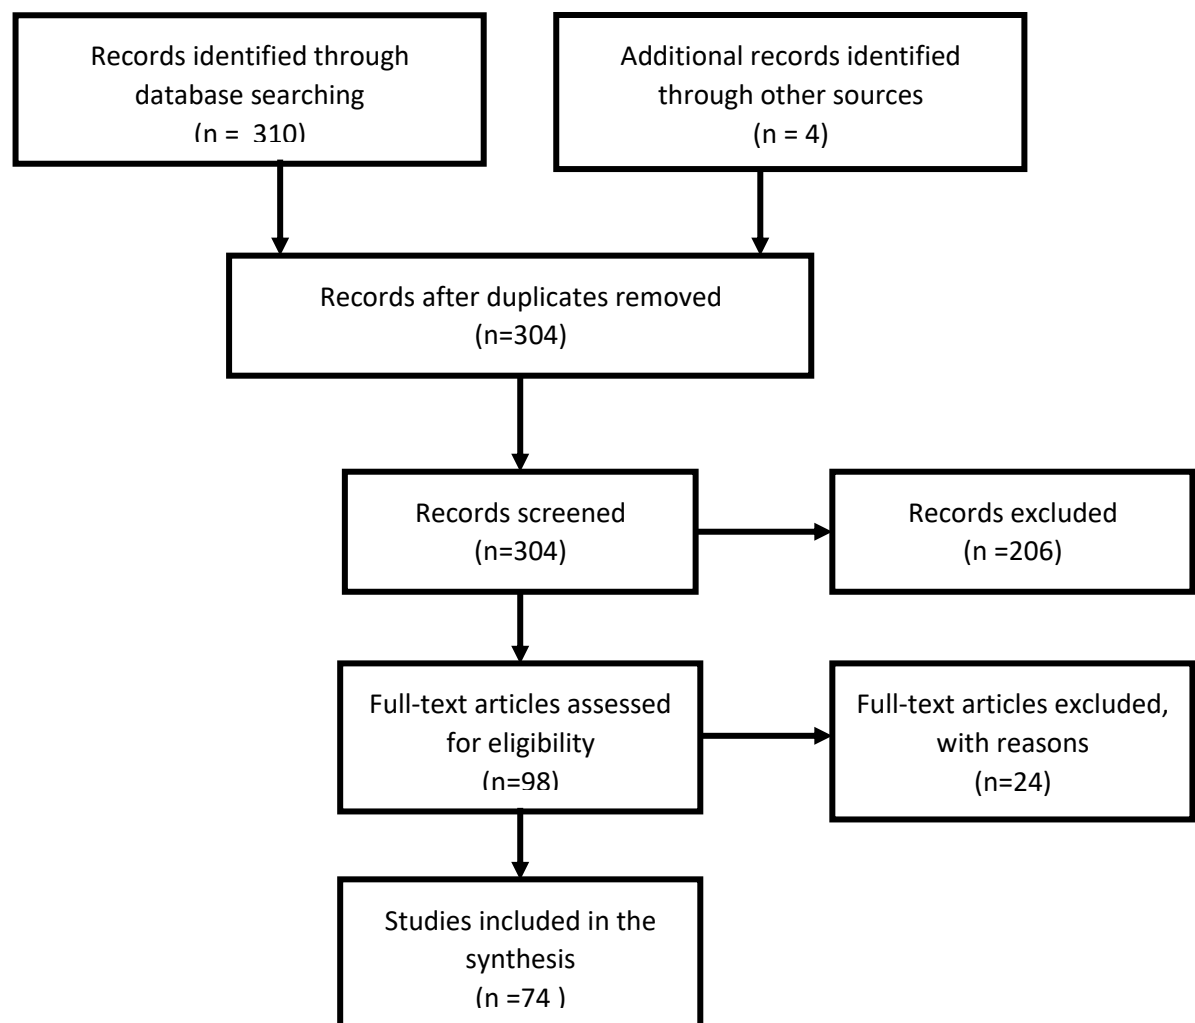 Records identified through
database searching
(n =  310)
Additional records identified
through other sources
(n = 4)
Records after duplicates removed
(n=304)
Records screened
(n=304)
Records excluded
(n =206)
Full-text articles assessed
for eligibility
(n=98)
Full-text articles excluded,
with reasons
(n=24)
Studies included in the
synthesis
(n =74 )